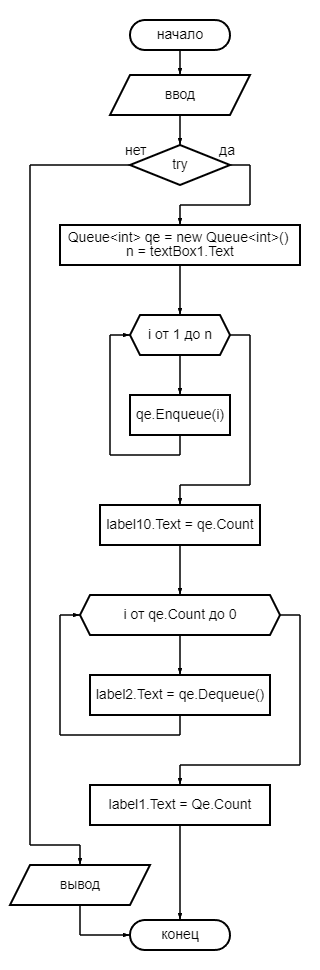 начало
ввод
нет
да
try
Queue<int> qe = new Queue<int>()
n = textBox1.Text
i от 1 до n
qe.Enqueue(i)
label10.Text = qe.Count
i от qe.Count до 0
label2.Text = qe.Dequeue()
label1.Text = Qe.Count
вывод
конец